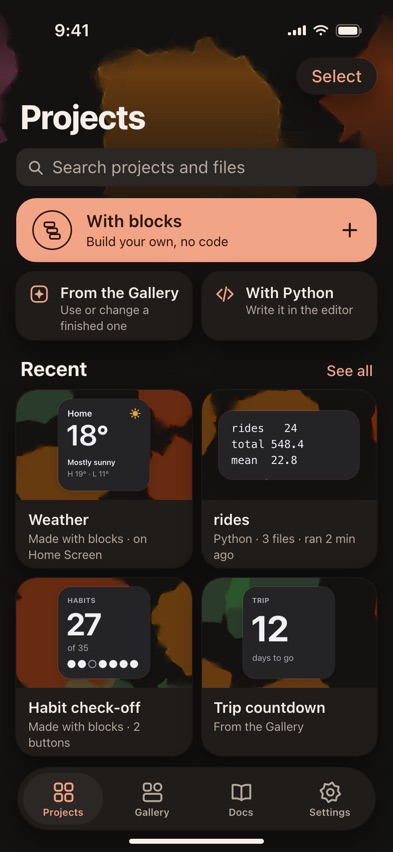 9:41
Select
Projects
Search projects and files
With blocks
Build your own, no code
From the Gallery
Use or change a
finished one
With Python
Write it in the editor
Recent
See all
Home
18°
Mostly sunny
H 19° · L 11°
Weather
Made with blocks · on
Home Screen
rides 24
total 548.4
mean 22.8
rides
Python · 3 files · ran 2 min
ago
HABITS
27
of 35
Habit check-off
Made with blocks · 2
buttons
TRIP
12
days to go
Trip countdown
From the Gallery
Projects
Gallery
Docs
Settings